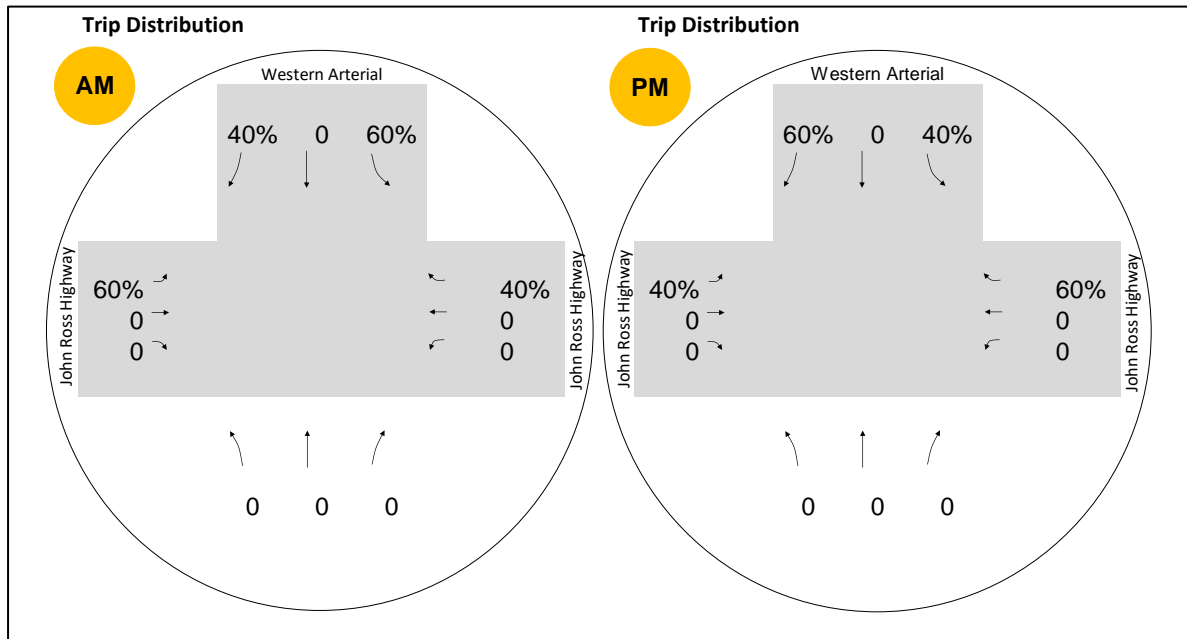 Trip Distribution
AM
Western Arterial
40% 0 60%
John Ross Highway
60%
0
0
40%
0
0
John Ross Highway
0 0 0
Trip Distribution
PM
Western Arterial
60% 0 40%
John Ross Highway
40%
0
0
60%
0
0
John Ross Highway
0 0 0